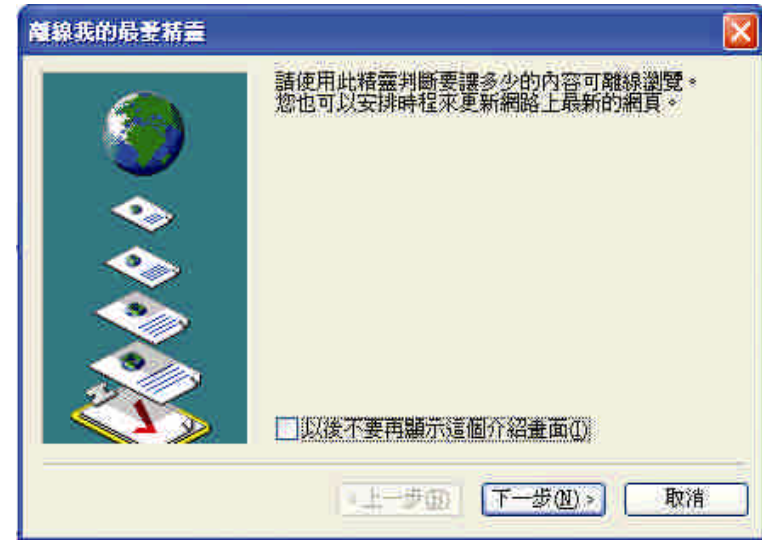 離線我的最愛精靈
請使用此精靈判斷要讓多少的內容可離線瀏覽。
您也可以安排時程來更新網路上最新的網頁。
以後不要再顯示這個介紹畫面(I)
<上一步(B)
下一步(N) >
取消